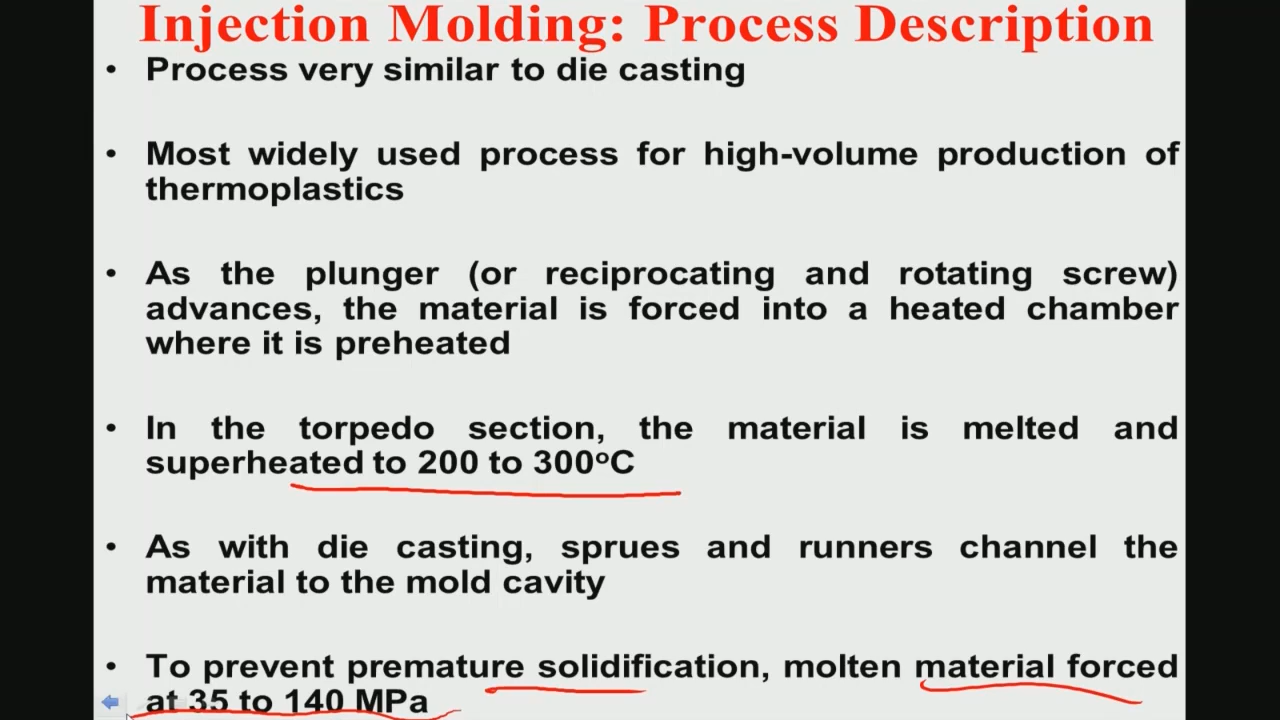 Injection Molding: Process Description
• Process very similar to die casting
• Most widely used process for high-volume production of
thermoplastics
• As the plunger (or reciprocating and rotating screw)
advances, the material is forced into a heated chamber
where it is preheated
• In the torpedo section, the material is melted and
superheated to 200 to 300°C
• As with die casting, sprues and runners channel the
material to the mold cavity
• To prevent premature solidification, molten material forced
at 35 to 140 MPa